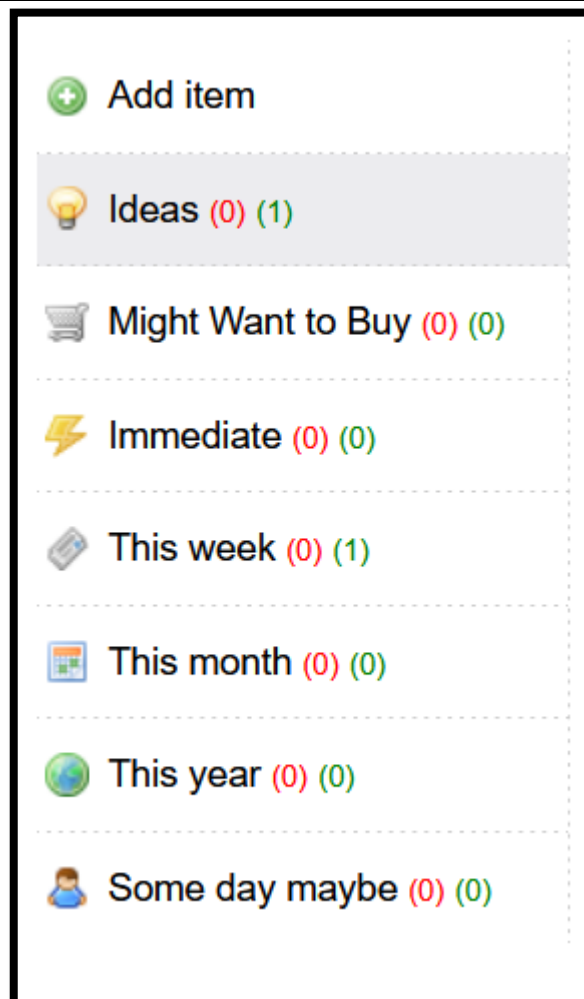 Add item
Ideas (0) (1)
Might Want to Buy (0) (0)
Immediate (0) (0)
This week (0) (1)
This month (0) (0)
This year (0) (0)
Some day maybe (0) (0)